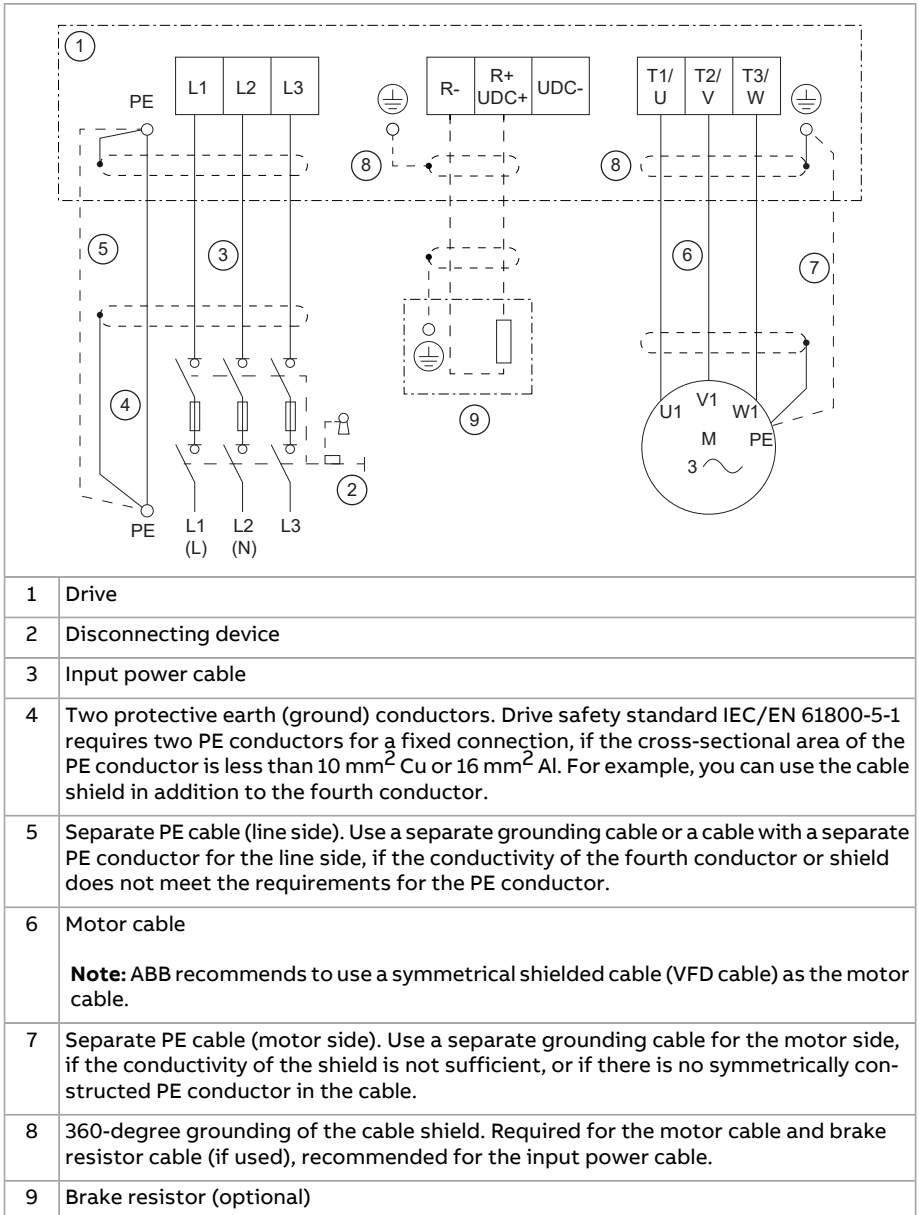 1
PE
L1 L2 L3
R- R+ UDC+ UDC-
T1/ U T2/ V T3/ W
8
8
5
3
6
7
4
9
2
U1 V1 W1
M PE
3
PE
L1 (L) L2 (N) L3
1 Drive
2 Disconnecting device
3 Input power cable
4 Two protective earth (ground) conductors. Drive safety standard IEC/EN 61800-5-1
requires two PE conductors for a fixed connection, if the cross-sectional area of the
PE conductor is less than 10 mm² Cu or 16 mm² Al. For example, you can use the cable
shield in addition to the fourth conductor.
5 Separate PE cable (line side). Use a separate grounding cable or a cable with a separate
PE conductor for the line side, if the conductivity of the fourth conductor or shield
does not meet the requirements for the PE conductor.
6 Motor cable
Note: ABB recommends to use a symmetrical shielded cable (VFD cable) as the motor
cable.
7 Separate PE cable (motor side). Use a separate grounding cable for the motor side,
if the conductivity of the shield is not sufficient, or if there is no symmetrically con-
structed PE conductor in the cable.
8 360-degree grounding of the cable shield. Required for the motor cable and brake
resistor cable (if used), recommended for the input power cable.
9 Brake resistor (optional)